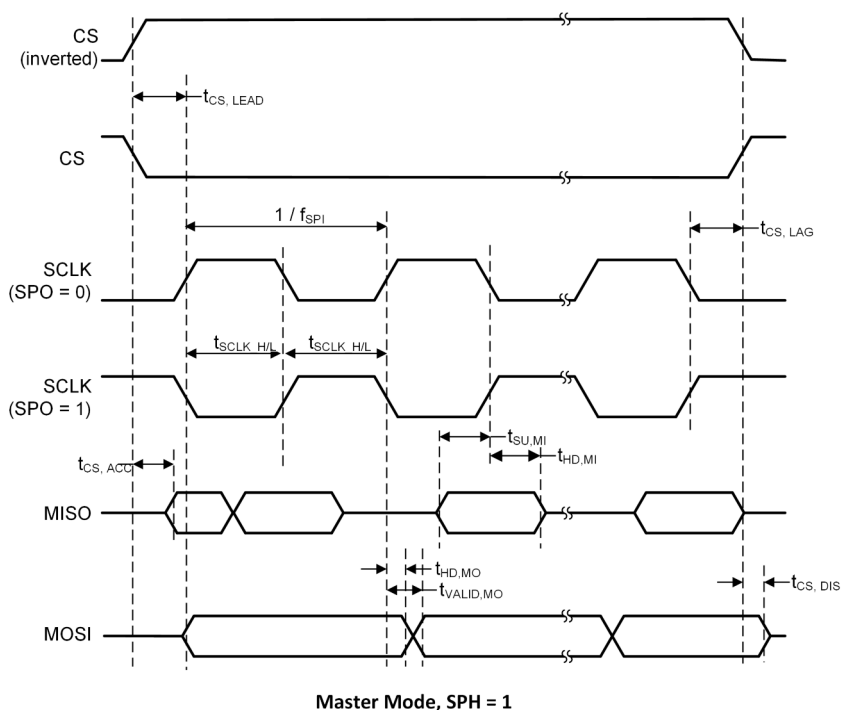 CS
(inverted)
tCS, LEAD
CS
1 / fSPI
tCS, LAG
SCLK
(SPO = 0)
tSCLK_H/L
tSCLK_H/L
SCLK
(SPO = 1)
tSU,MI
tHD,MI
tCS, ACC
MISO
tHD,MO
tVALID,MO
tCS, DIS
MOSI
Master Mode, SPH = 1